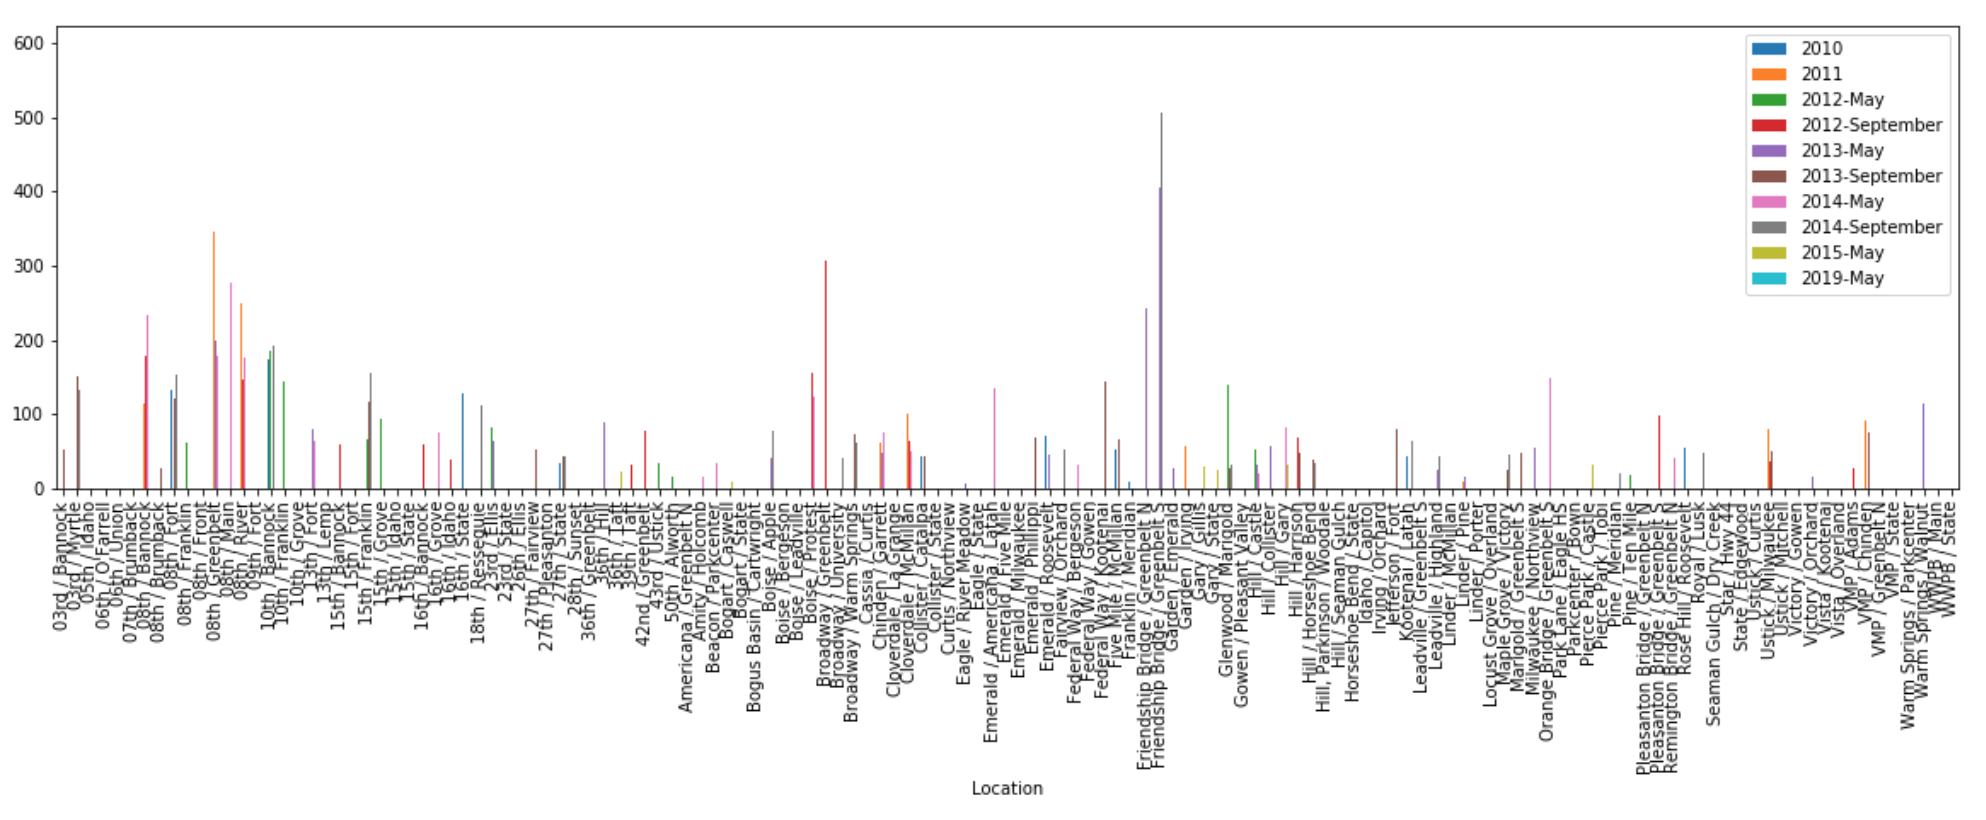 600
500
400
300
200
100
0
2010
2011
2012-May
2012-September
2013-May
2013-September
2014-May
2014-September
2015-May
2019-May
03rd / Bannock
03rd / Myrtle
05th / Idaho
06th / O'Farrell
06th / Union
07th / Brumback
08th / Bannock
08th / Brumback
08th / Fort
08th / Franklin
08th / Front
08th / Greenbelt
08th / Main
08th / River
09th / Fort
10th / Bannock
10th / Franklin
10th / Grove
13th / Fort
13th / Lemp
15th / Bannock
15th / Fort
15th / Franklin
15th / Grove
15th / Idaho
15th / State
16th / Bannock
16th / Grove
16th / Idaho
16th / State
18th / Resseguie
23rd / Ellis
23rd / State
26th / Ellis
27th / Fairview
27th / Pleasanton
27th / State
28th / Sunset
36th / Greenbelt
36th / Hill
36th / Taft
39th / Taft
42nd / Greenbelt
43rd / Ustick
50th / Alworth
Americana / Greenbelt N
Amity / Holcomb
Beacon / Parkcenter
Bogart / Caswell
Bogart / State
Bogus Basin / Cartwright
Boise / Apple
Boise / Bergeson
Boise / Leadville
Boise / Protest
Broadway / Greenbelt
Broadway / University
Broadway / Warm Springs
Cassia / Curtis
Chinden / Garrett
Cloverdale / La Grange
Cloverdale / McMillan
Collister / Catalpa
Collister / State
Curtis / Northview
Eagle / River Meadow
Eagle / State
Emerald / Americana / Latah
Emerald / Five Mile
Emerald / Milwaukee
Emerald / Phillippi
Emerald / Roosevelt
Fairview / Orchard
Federal Way / Bergeson
Federal Way / Gowen
Federal Way / Kootenai
Five Mile / McMillan
Franklin / Meridian
Friendship Bridge / Greenbelt N
Friendship Bridge / Greenbelt S
Garden / Emerald
Garden / Irving
Gary / Gillis
Gary / State
Glenwood / Marigold
Gowen / Pleasant Valley
Hill / Castle
Hill / Collister
Hill / Gary
Hill / Harrison
Hill / Horseshoe Bend
Hill, Parkinson / Woodale
Hill / Seaman Gulch
Horseshoe Bend / State
Idaho / Capitol
Irving / Orchard
Jefferson / Fort
Kootenai / Latah
Leadville / Greenbelt S
Leadville / Highland
Linder / McMillan
Linder / Pine
Linder / Porter
Locust Grove / Overland
Maple Grove / Victory
Marigold / Greenbelt S
Milwaukee / Northview
Orange Bridge / Greenbelt S
Park Lane / Eagle HS
Parkcenter / Bown
Pierce Park / Castle
Pierce Park / Tobi
Pine / Meridian
Pine / Ten Mile
Pleasanton Bridge / Greenbelt N
Pleasanton Bridge / Greenbelt S
Remington Bridge / Greenbelt N
Rose Hill / Roosevelt
Royal / Lusk
Seaman Gulch / Dry Creek
Star / Hwy 44
State / Edgewood
Ustick / Curtis
Ustick / Milwaukee
Ustick / Mitchell
Victory / Gowen
Victory / Orchard
Vista / Kootenai
Vista / Overland
VMP / Adams
VMP / Chinden
VMP / Greenbelt N
VMP / State
Warm Springs / Parkcenter
Warm Springs / Walnut
WWPB / Main
WWPB / State
Location